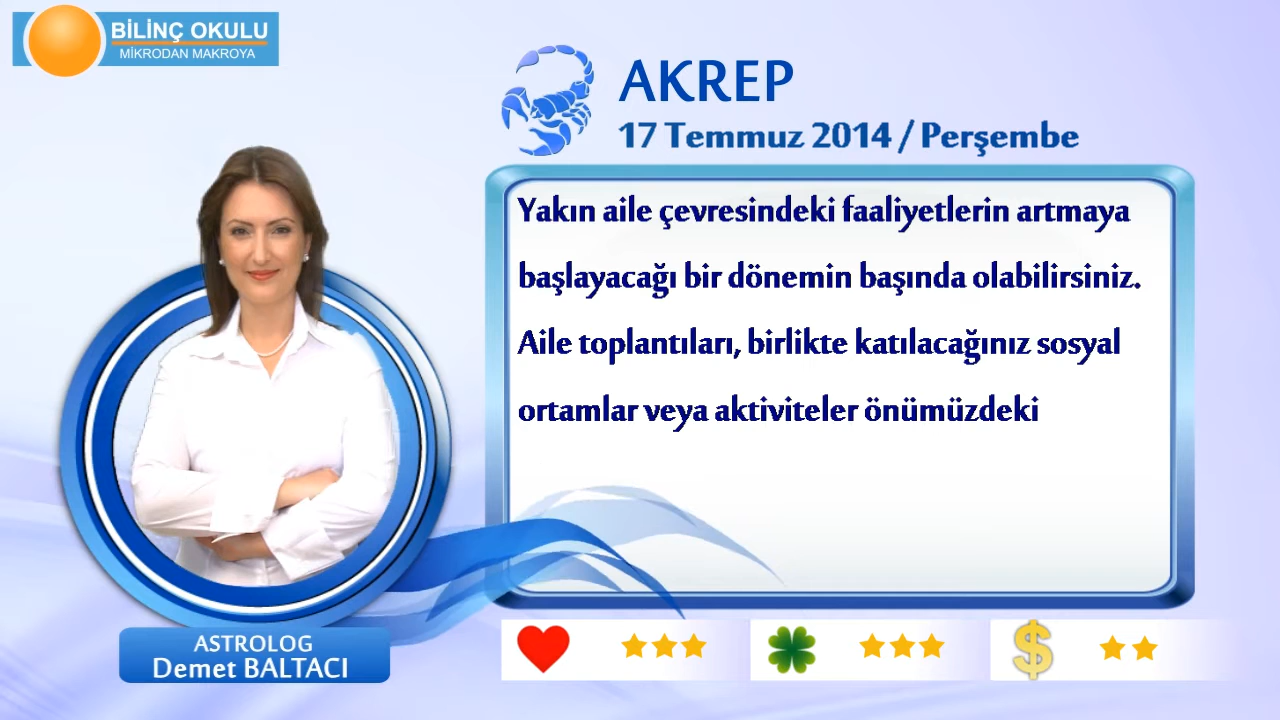 BİLİNÇ OKULU
MİKRODAN MAKROYA
AKREP
17 Temmuz 2014 / Perşembe
Yakın aile çevresindeki faaliyetlerin artmaya
başlayacağı bir dönemin başında olabilirsiniz.
Aile toplantıları, birlikte katılacağınız sosyal
ortamlar veya aktiviteler önümüzdeki
ASTROLOG
Demet BALTACI